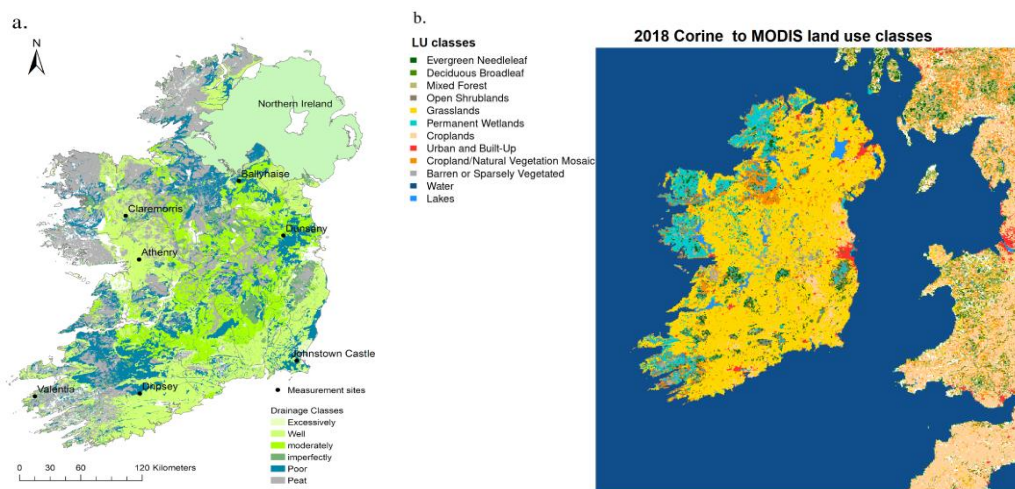 a.
N
Northern Ireland
Ballyhaise
Claremorris
Dunsany
Athenry
Johnstown Castle
Valentia
Dripsey
Measurement sites
Drainage Classes
Excessively
Well
moderately
imperfectly
Poor
Peat
0 30 60 120 Kilometers
b.
LU classes
Evergreen Needleleaf
Deciduous Broadleaf
Mixed Forest
Open Shrublands
Grasslands
Permanent Wetlands
Croplands
Urban and Built-Up
Cropland/Natural Vegetation Mosaic
Barren or Sparsely Vegetated
Water
Lakes
2018 Corine to MODIS land use classes